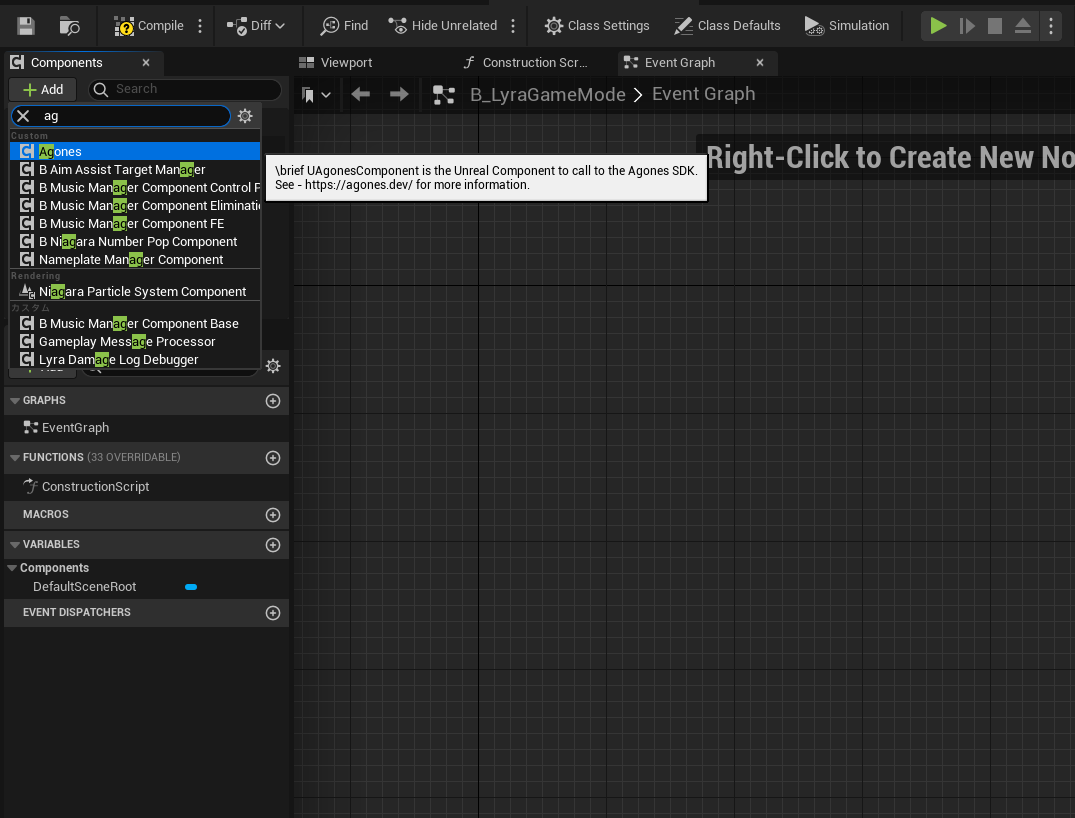 Compile
Diff
Find
Hide Unrelated
Class Settings
Class Defaults
Simulation
Components
Viewport
Construction Scr...
Event Graph
Add
Search
B_LyraGameMode
Event Graph
ag
Right-Click to Create New No
Custom
Agones
\brief UAgonesComponent is the Unreal Component to call to the Agones SDK.
See - https://agones.dev/ for more information.
B Aim Assist Target Manager
B Music Manager Component Control P
B Music Manager Component Eliminatio
B Music Manager Component FE
B Niagara Number Pop Component
Nameplate Manager Component
Rendering
Niagara Particle System Component
カスタム
B Music Manager Component Base
Gameplay Message Processor
Lyra Damage Log Debugger
Add
GRAPHS
EventGraph
FUNCTIONS (33 OVERRIDABLE)
ConstructionScript
MACROS
VARIABLES
Components
DefaultSceneRoot
EVENT DISPATCHERS